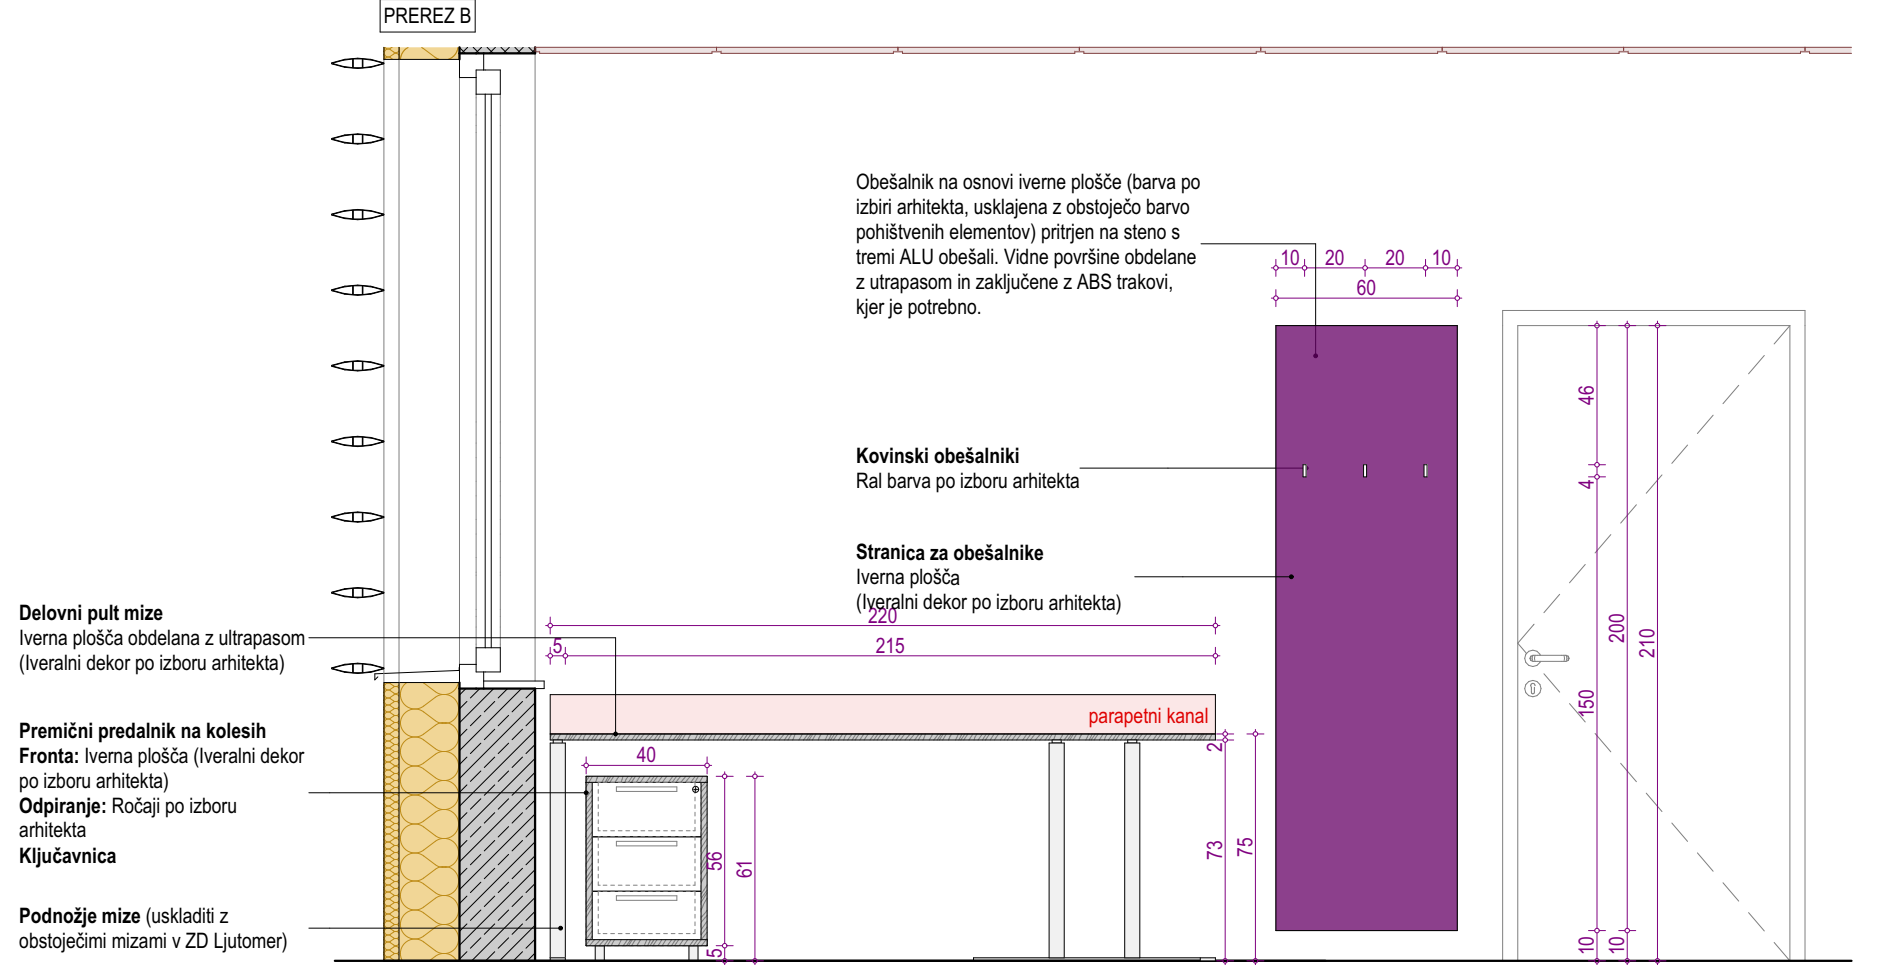 PREREZ B
Obešalnik na osnovi iverne plošče (barva po
izbiri arhitekta, usklajena z obstoječo barvo
pohištvenih elementov) pritrjen na steno s
tremi ALU obešali. Vidne površine obdelane
z utrapasom in zaključene z ABS trakovi,
kjer je potrebno.
10 20 20 10
60
Kovinski obešalniki
Ral barva po izboru arhitekta
Stranica za obešalnike
Iverna plošča
(Iveralni dekor po izboru arhitekta)
46
4
150
10
200
10
210
220
5 215
Delovni pult mize
Iverna plošča obdelana z ultrapasom
(Iveralni dekor po izboru arhitekta)
parapetni kanal
2
73
75
Premični predalnik na kolesih
Fronta: Iverna plošča (Iveralni dekor
po izboru arhitekta)
Odpiranje: Ročaji po izboru
arhitekta
Ključavnica
40
56
5
61
Podnožje mize (uskladiti z
obstoječimi mizami v ZD Ljutomer)